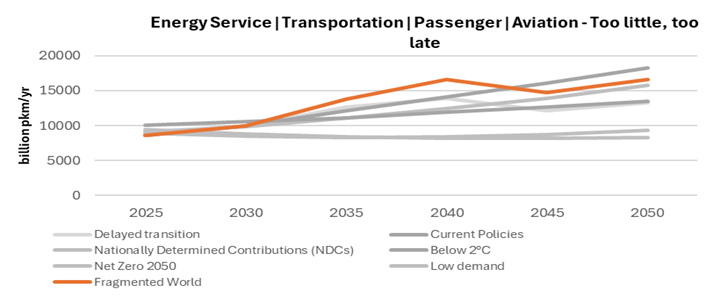 Energy Service | Transportation | Passenger | Aviation - Too little, too
late
billion pkm/yr
20000
15000
10000
5000
0
2025 2030 2035 2040 2045 2050
Delayed transition Current Policies
Nationally Determined Contributions (NDCs) Below 2°C
Net Zero 2050 Low demand
Fragmented World